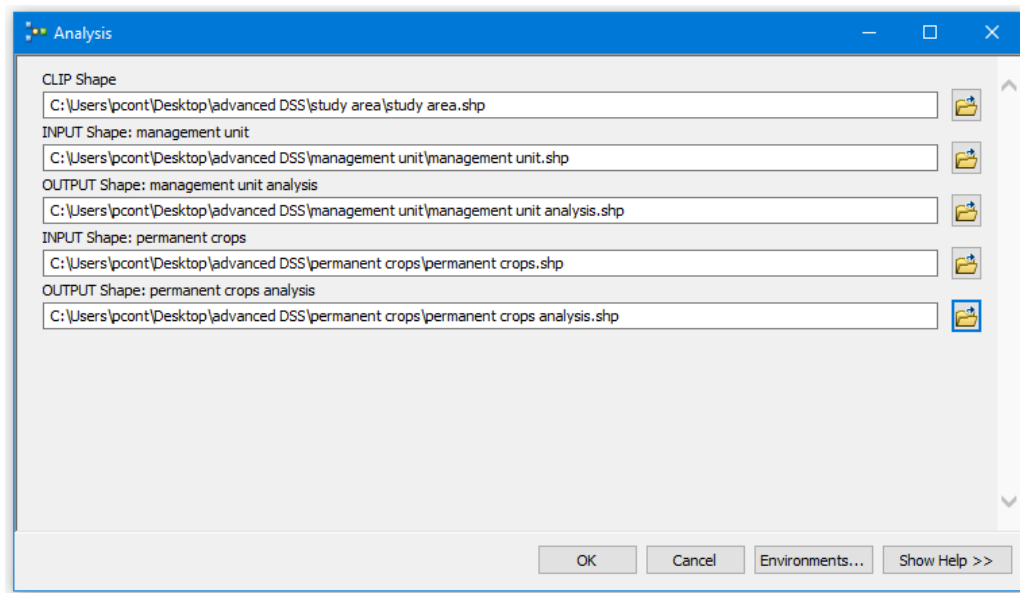 Analysis
CLIP Shape
C:\Users\pcont\Desktop\advanced DSS\study area\study area.shp
INPUT Shape: management unit
C:\Users\pcont\Desktop\advanced DSS\management unit\management unit.shp
OUTPUT Shape: management unit analysis
C:\Users\pcont\Desktop\advanced DSS\management unit\management unit analysis.shp
INPUT Shape: permanent crops
C:\Users\pcont\Desktop\advanced DSS\permanent crops\permanent crops.shp
OUTPUT Shape: permanent crops analysis
C:\Users\pcont\Desktop\advanced DSS\permanent crops\permanent crops analysis.shp
OK Cancel Environments... Show Help >>